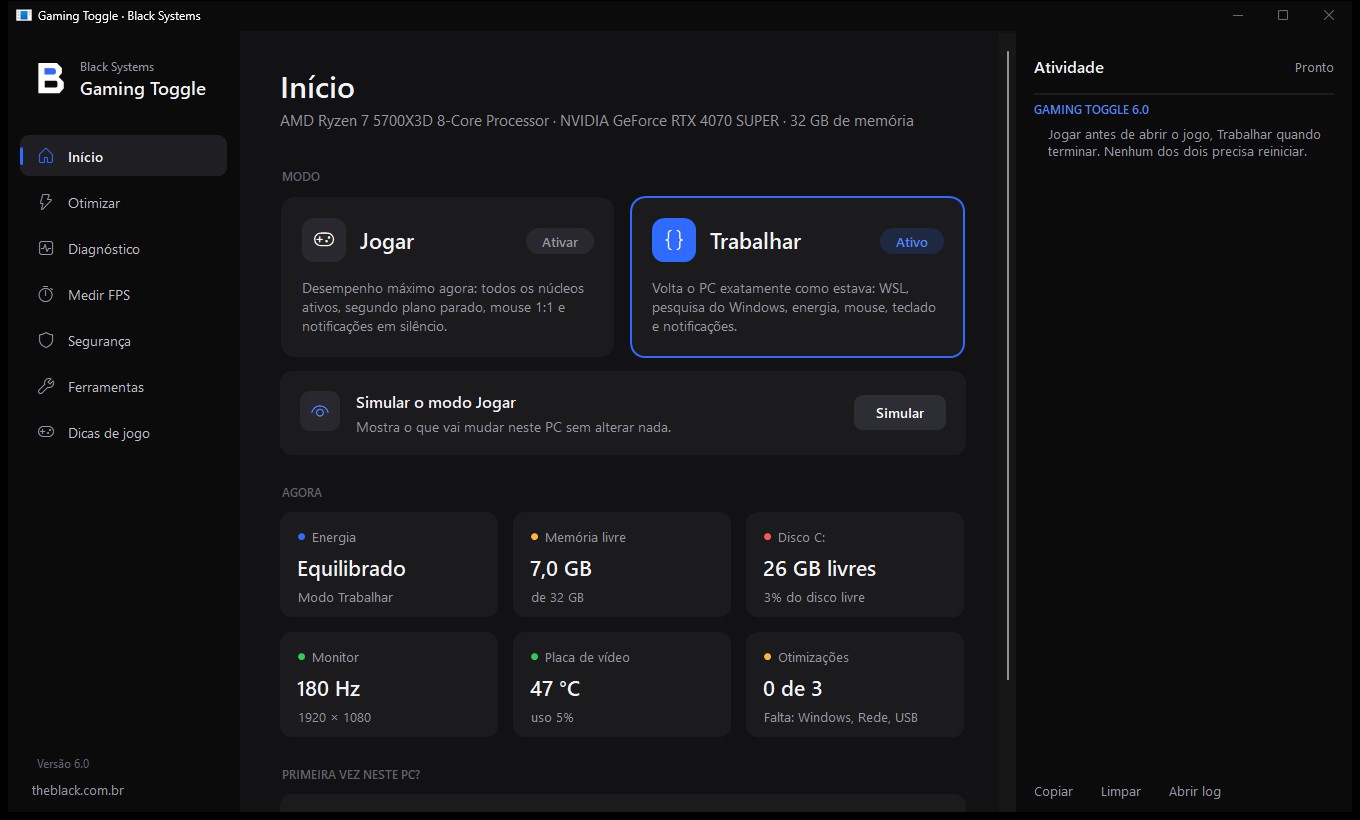 Gaming Toggle · Black Systems
Black Systems
Gaming Toggle
Início
Otimizar
Diagnóstico
Medir FPS
Segurança
Ferramentas
Dicas de jogo
Versão 6.0
theblack.com.br
Início
AMD Ryzen 7 5700X3D 8-Core Processor · NVIDIA GeForce RTX 4070 SUPER · 32 GB de memória
MODO
Jogar
Ativar
Desempenho máximo agora: todos os núcleos
ativos, segundo plano parado, mouse 1:1 e
notificações em silêncio.
{} Trabalhar
Ativo
Volta o PC exatamente como estava: WSL,
pesquisa do Windows, energia, mouse, teclado
e notificações.
Simular o modo Jogar
Mostra o que vai mudar neste PC sem alterar nada.
Simular
AGORA
Energia
Equilibrado
Modo Trabalhar
Memória livre
7,0 GB
de 32 GB
Disco C:
26 GB livres
3% do disco livre
Monitor
180 Hz
1920 × 1080
Placa de vídeo
47 °C
uso 5%
Otimizações
0 de 3
Falta: Windows, Rede, USB
PRIMEIRA VEZ NESTE PC?
Atividade
Pronto
GAMING TOGGLE 6.0
Jogar antes de abrir o jogo, Trabalhar quando
terminar. Nenhum dos dois precisa reiniciar.
Copiar
Limpar
Abrir log